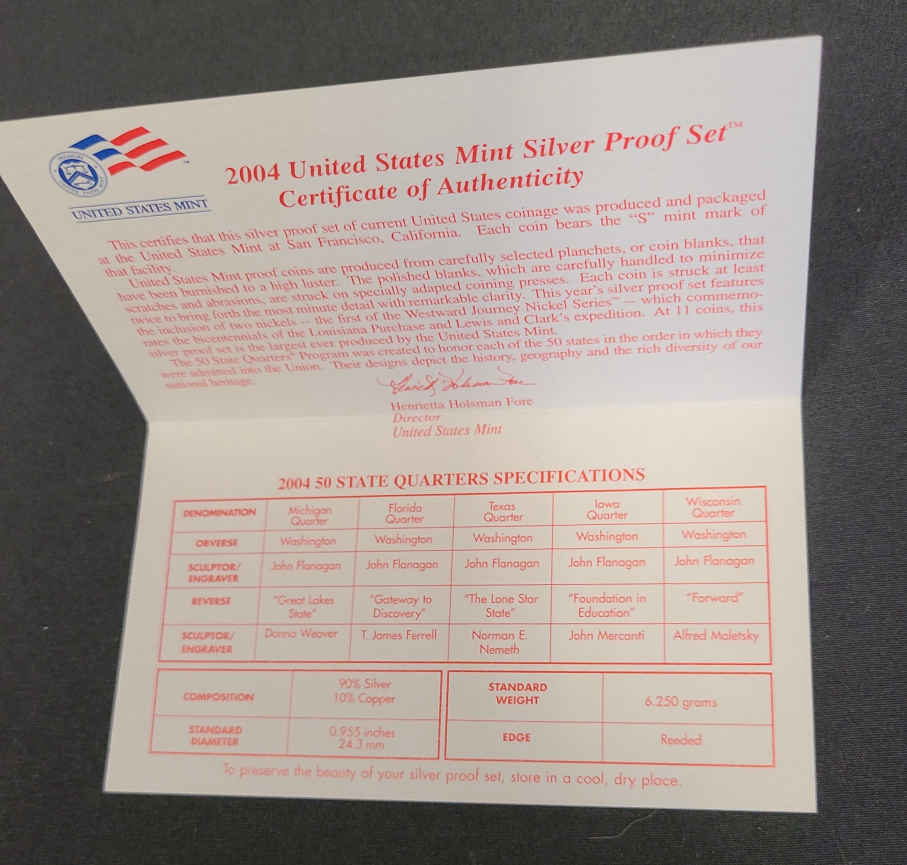 UNITED STATES MINT
2004 United States Mint Silver Proof Set™
Certificate of Authenticity
This certifies that this silver proof set of current United States coinage was produced and packaged
at the United States Mint at San Francisco, California. Each coin bears the "S" mint mark of
that facility.
United States Mint proof coins are produced from carefully selected planchets, or coin blanks, that
have been burnished to a high luster. The polished blanks, which are carefully handled to minimize
scratches and abrasions, are struck on specially adapted coining presses. Each coin is struck at least
twice to bring forth the most minute detail with remarkable clarity. This year's silver proof set features
the inclusion of two nickels — the first of the Westward Journey Nickel Series™ — which commemo-
rates the bicentennials of the Louisiana Purchase and Lewis and Clark's expedition. At 11 coins, this
silver proof set is the largest ever produced by the United States Mint.
The 50 State Quarters® Program was created to honor each of the 50 states in the order in which they
were admitted into the Union. Their designs depict the history, geography and the rich diversity of our
national heritage.
Henrietta Holsman Fore
Henrietta Holsman Fore
Director
United States Mint
2004 50 STATE QUARTERS SPECIFICATIONS
DENOMINATION Michigan Quarter Florida Quarter Texas Quarter Iowa Quarter Wisconsin Quarter
OBVERSE Washington Washington Washington Washington Washington
SCULPTOR/ENGRAVER John Flanagan John Flanagan John Flanagan John Flanagan John Flanagan
REVERSE "Great Lakes State" "Gateway to Discovery" "The Lone Star State" "Foundation in Education" "Forward"
SCULPTOR/ENGRAVER Donna Weaver T. James Ferrell Norman E. Nemeth John Mercanti Alfred Maletsky
COMPOSITION 90% Silver 10% Copper STANDARD WEIGHT 6.250 grams
STANDARD DIAMETER 0.955 inches 24.3 mm EDGE Reeded
To preserve the beauty of your silver proof set, store in a cool, dry place.